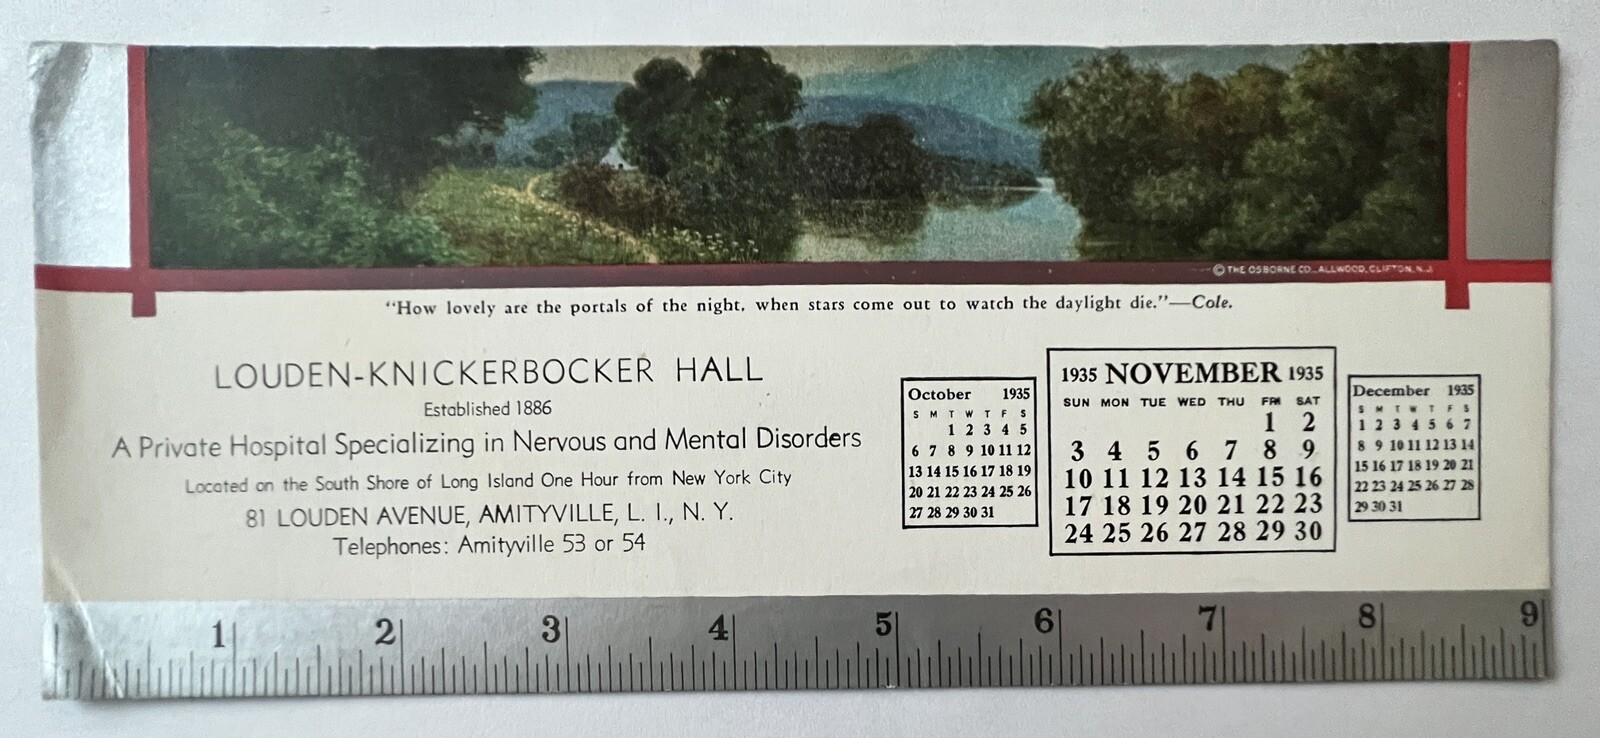 © THE OSBORNE CO., ALLWOOD, CLIFTON, N.J.
"How lovely are the portals of the night, when stars come out to watch the daylight die."—Cole.
LOUDEN-KNICKERBOCKER HALL
Established 1886
A Private Hospital Specializing in Nervous and Mental Disorders
Located on the South Shore of Long Island One Hour from New York City
81 LOUDEN AVENUE, AMITYVILLE, L. I., N. Y.
Telephones: Amityville 53 or 54
October 1935
S M T W T F S
1 2 3 4 5
6 7 8 9 10 11 12
13 14 15 16 17 18 19
20 21 22 23 24 25 26
27 28 29 30 31
1935 NOVEMBER 1935
SUN MON TUE WED THU FRI SAT
1 2
3 4 5 6 7 8 9
10 11 12 13 14 15 16
17 18 19 20 21 22 23
24 25 26 27 28 29 30
December 1935
S M T W T F S
1 2 3 4 5 6 7
8 9 10 11 12 13 14
15 16 17 18 19 20 21
22 23 24 25 26 27 28
29 30 31
1 2 3 4 5 6 7 8 9